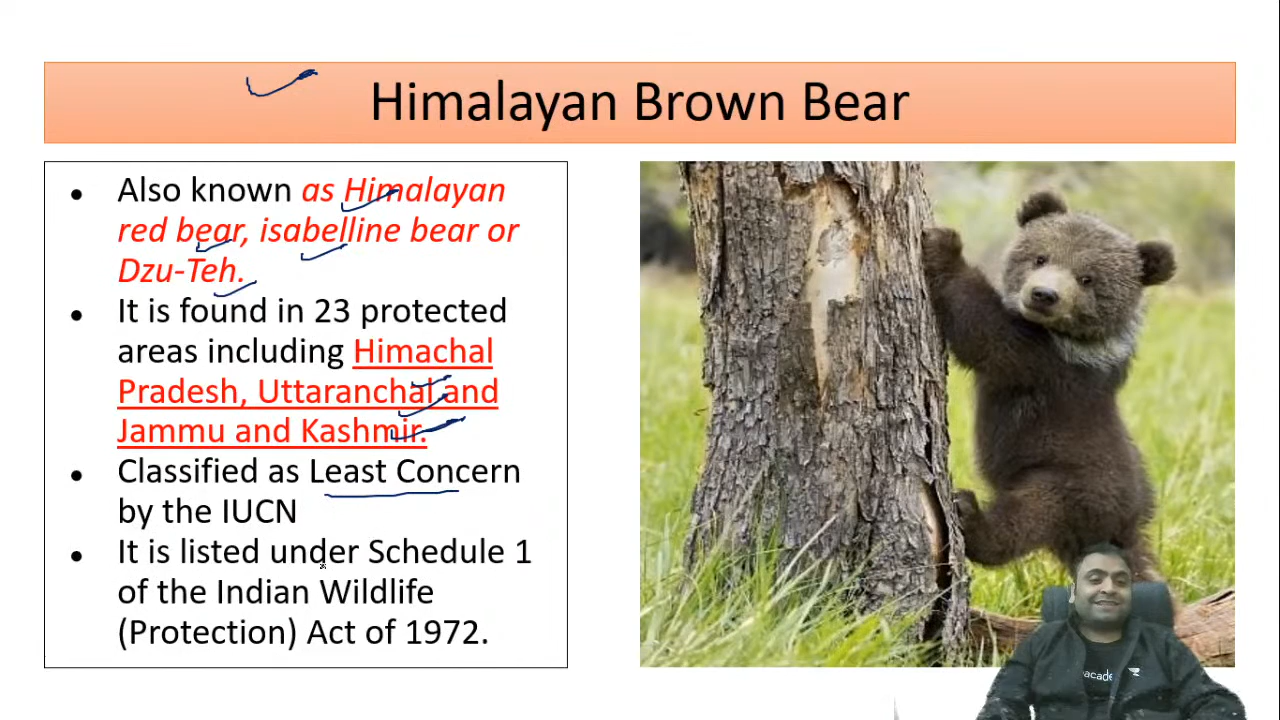 Himalayan Brown Bear
Also known as Himalayan
red bear, isabelline bear or
Dzu-Teh.
It is found in 23 protected
areas including Himachal
Pradesh, Uttaranchal and
Jammu and Kashmir.
Classified as Least Concern
by the IUCN
It is listed under Schedule 1
of the Indian Wildlife
(Protection) Act of 1972.